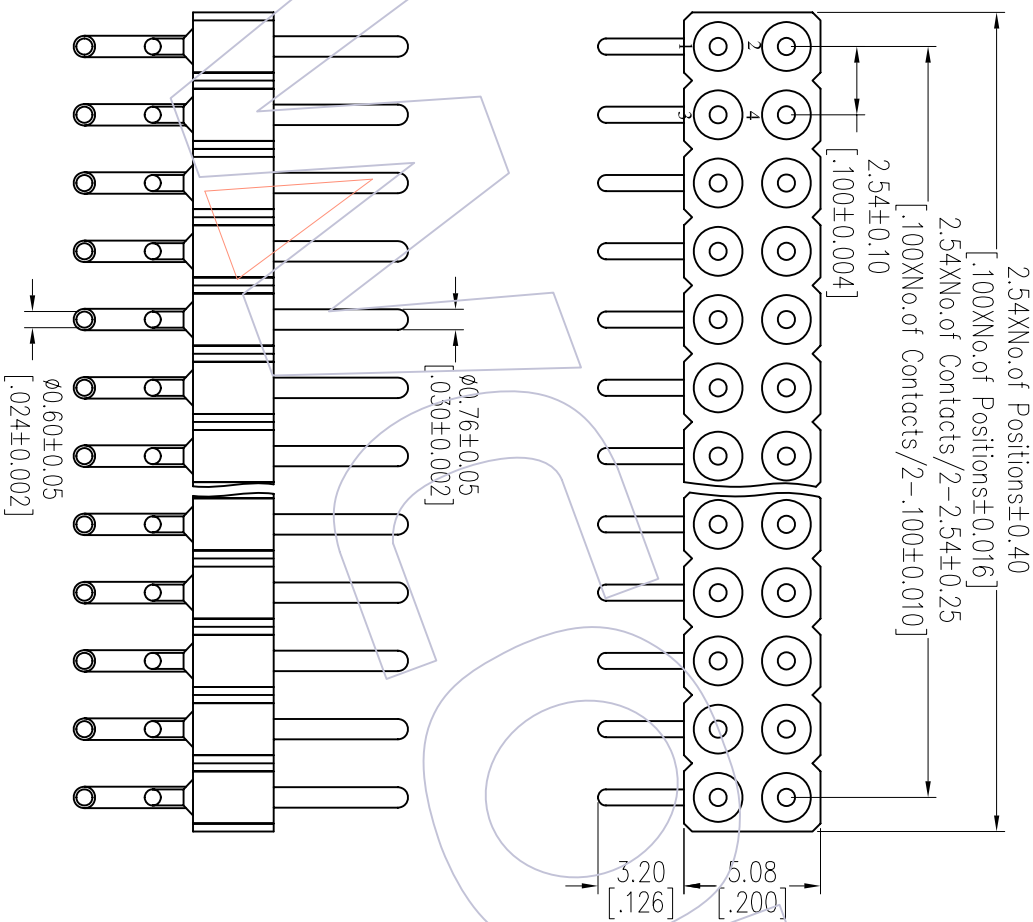 2.54XNo.of Positions±0.40
[.100XNo.of Positions±0.016]
2.54XNo.of Contacts/2-2.54±0.25
[.100XNo.of Contacts/2-.100±0.010]
2.54±0.10
[.100±0.004]
1
2
3
4
Ø0.76±0.05
[.030±0.002]
Ø0.60±0.05
[.024±0.002]
3.20
[.126]
5.08
[.200]